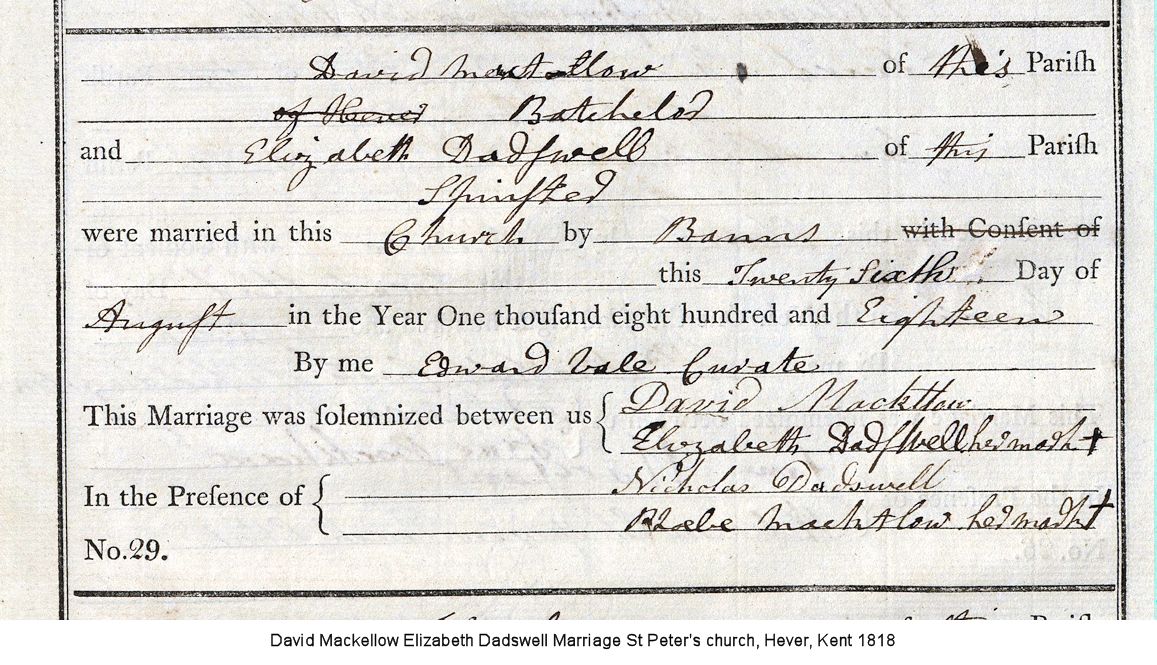 David Macktlow of this Pariſh
of Hever Batchelor
and Elizabeth Dadſwell of this Pariſh
Spinſter
were married in this Church by Banns with Conſent of
this Twenty Sixth Day of
Auguſt in the Year One thouſand eight hundred and Eighteen
By me Edward Vale Curate
This Marriage was ſolemnized between us { David Mackttow
Elizabeth Dadſwell her mark +
In the Preſence of { Nicholas Dadswell
Phœbe Macktlow her mark +
No.29.
David Mackellow Elizabeth Dadswell Marriage St Peter's church, Hever, Kent 1818